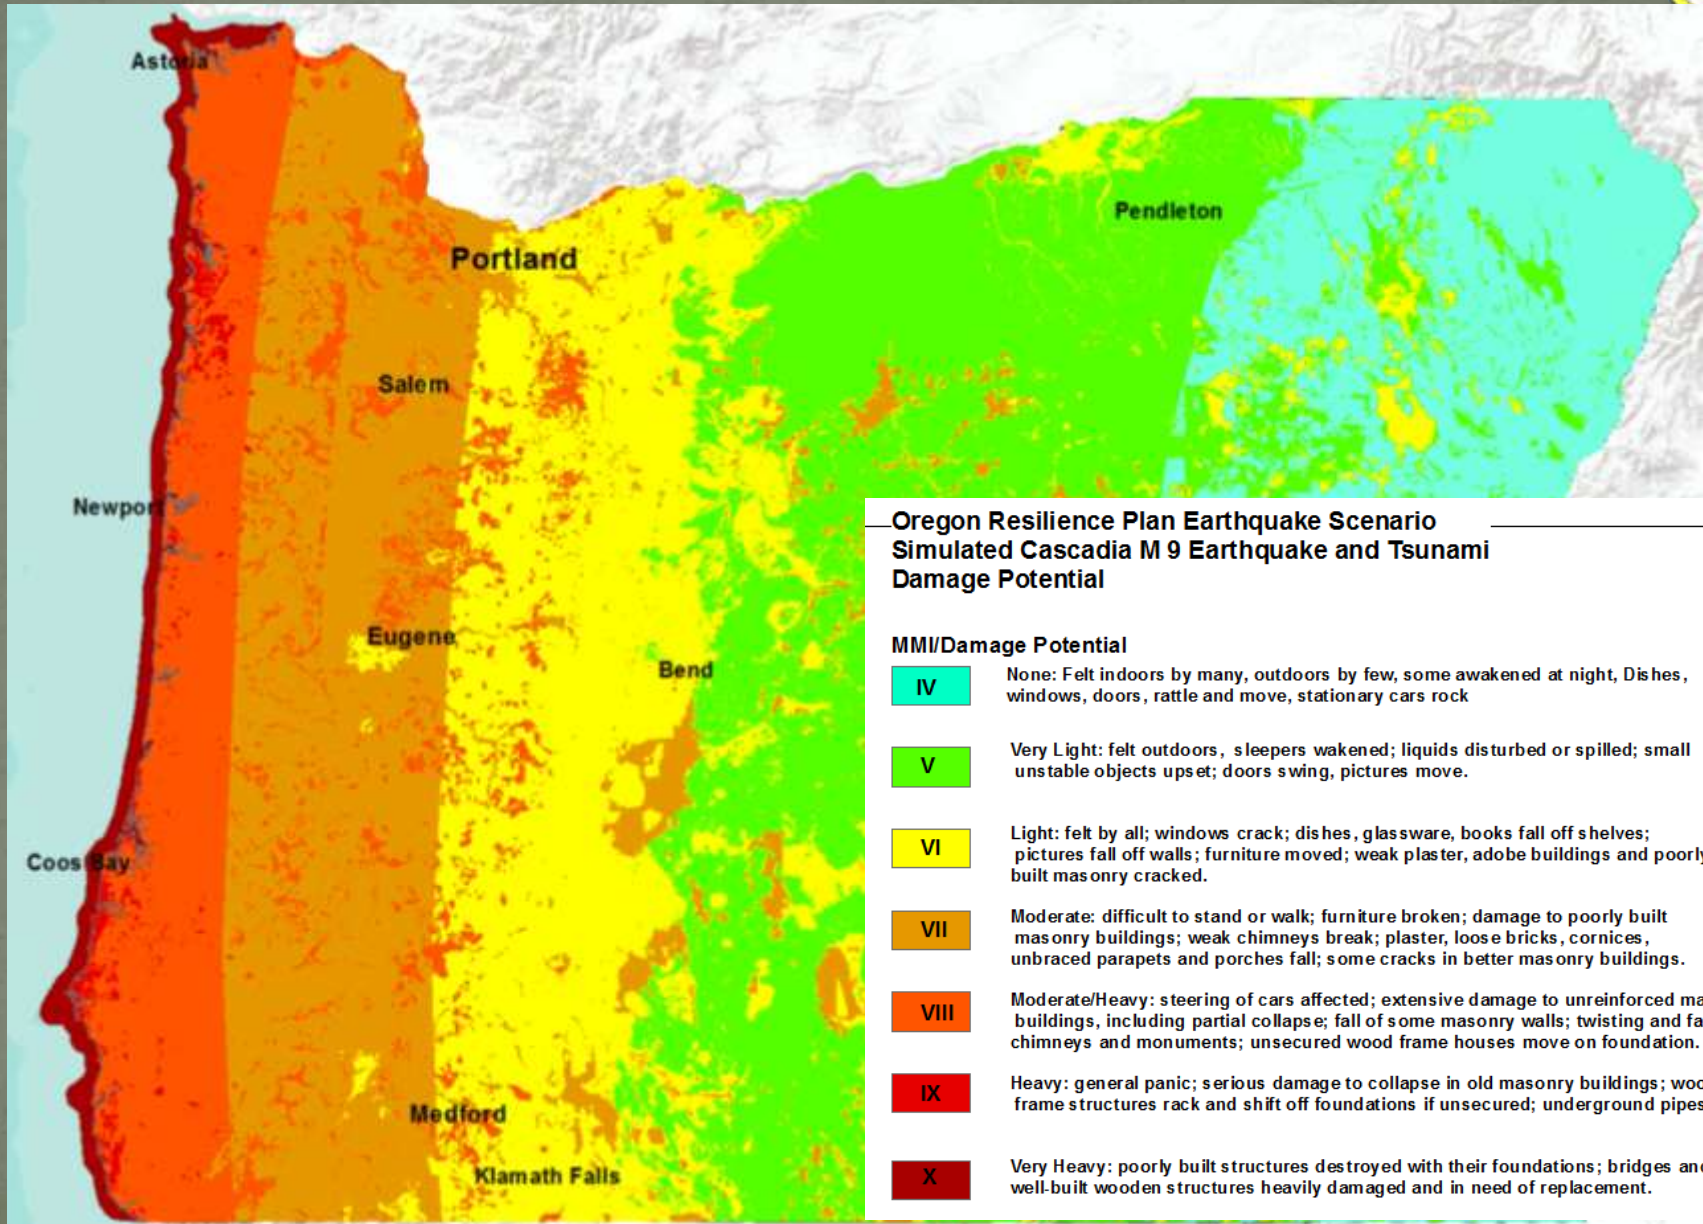 Astoria
Portland
Pendleton
Salem
Newport
Eugene
Bend
Coos Bay
Medford
Klamath Falls
Oregon Resilience Plan Earthquake Scenario
Simulated Cascadia M 9 Earthquake and Tsunami
Damage Potential
MMI/Damage Potential
IV
None: Felt indoors by many, outdoors by few, some awakened at night, Dishes,
windows, doors, rattle and move, stationary cars rock
V
Very Light: felt outdoors, sleepers wakened; liquids disturbed or spilled; small
unstable objects upset; doors swing, pictures move.
VI
Light: felt by all; windows crack; dishes, glassware, books fall off shelves;
pictures fall off walls; furniture moved; weak plaster, adobe buildings and poorly
built masonry cracked.
VII
Moderate: difficult to stand or walk; furniture broken; damage to poorly built
masonry buildings; weak chimneys break; plaster, loose bricks, cornices,
unbraced parapets and porches fall; some cracks in better masonry buildings.
VIII
Moderate/Heavy: steering of cars affected; extensive damage to unreinforced
buildings, including partial collapse; fall of some masonry walls; twisting and
chimneys and monuments; unsecured wood frame houses move on foundation.
IX
Heavy: general panic; serious damage to collapse in old masonry buildings;
frame structures rack and shift off foundations if unsecured; underground pipes
X
Very Heavy: poorly built structures destroyed with their foundations; bridges and
well-built wooden structures heavily damaged and in need of replacement.